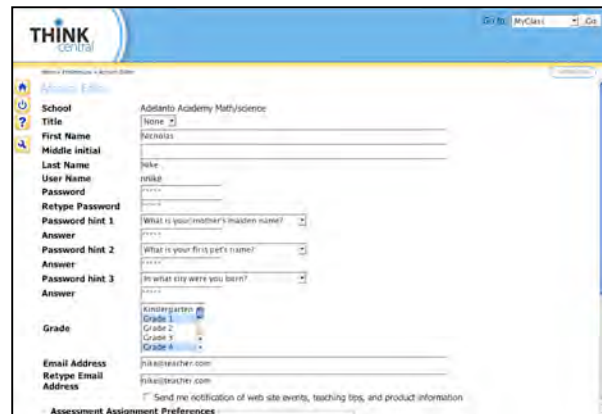 Go to: MyClass Go
THINK
central
Account Editor
School Adelanto Academy Math/science
Title None
First Name Nicholas
Middle initial
Last Name Nike
User Name nnike
Password *****
Retype Password *****
Password hint 1 What is your mother's maiden name?
Answer *****
Password hint 2 What is your first pet's name?
Answer *****
Password hint 3 In what city were you born?
Answer *****
Kindergarten
Grade 1
Grade Grade 2
Grade 3
Grade 4
Email Address nike@teacher.com
Retype Email nike@teacher.com
Address
Send me notification of web site events, teaching tips, and product information
Assessment Assignment Preferences